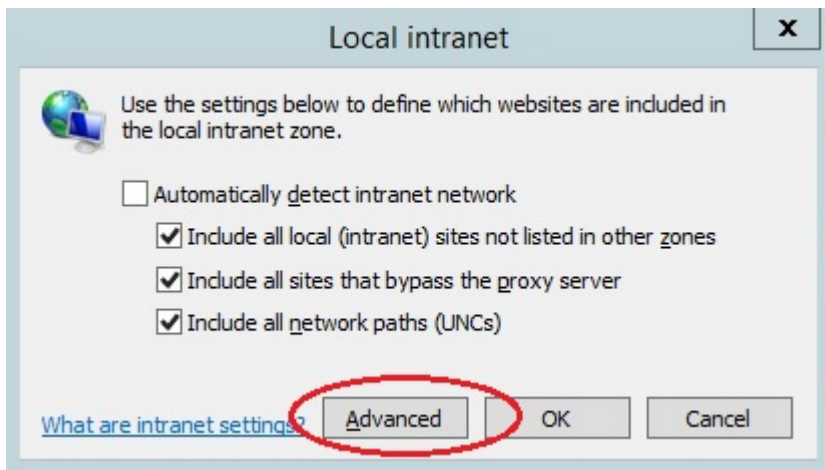 Local intranet
x
Use the settings below to define which websites are included in
the local intranet zone.
Automatically detect intranet network
Include all local (intranet) sites not listed in other zones
Include all sites that bypass the proxy server
Include all network paths (UNCs)
What are intranet settings? Advanced OK Cancel